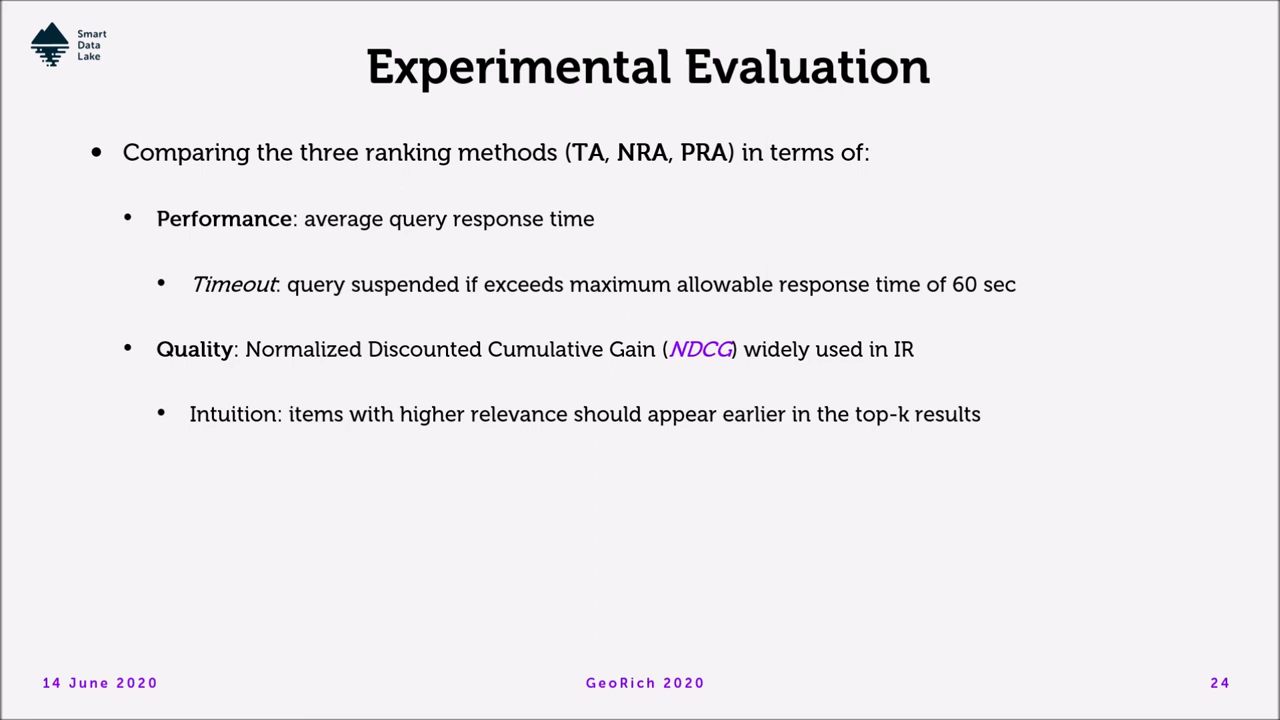 Smart
Data
Lake
Experimental Evaluation
• Comparing the three ranking methods (TA, NRA, PRA) in terms of:
• Performance: average query response time
• Timeout: query suspended if exceeds maximum allowable response time of 60 sec
• Quality: Normalized Discounted Cumulative Gain (NDCG) widely used in IR
• Intuition: items with higher relevance should appear earlier in the top-k results
14 June 2020
GeoRich 2020
24